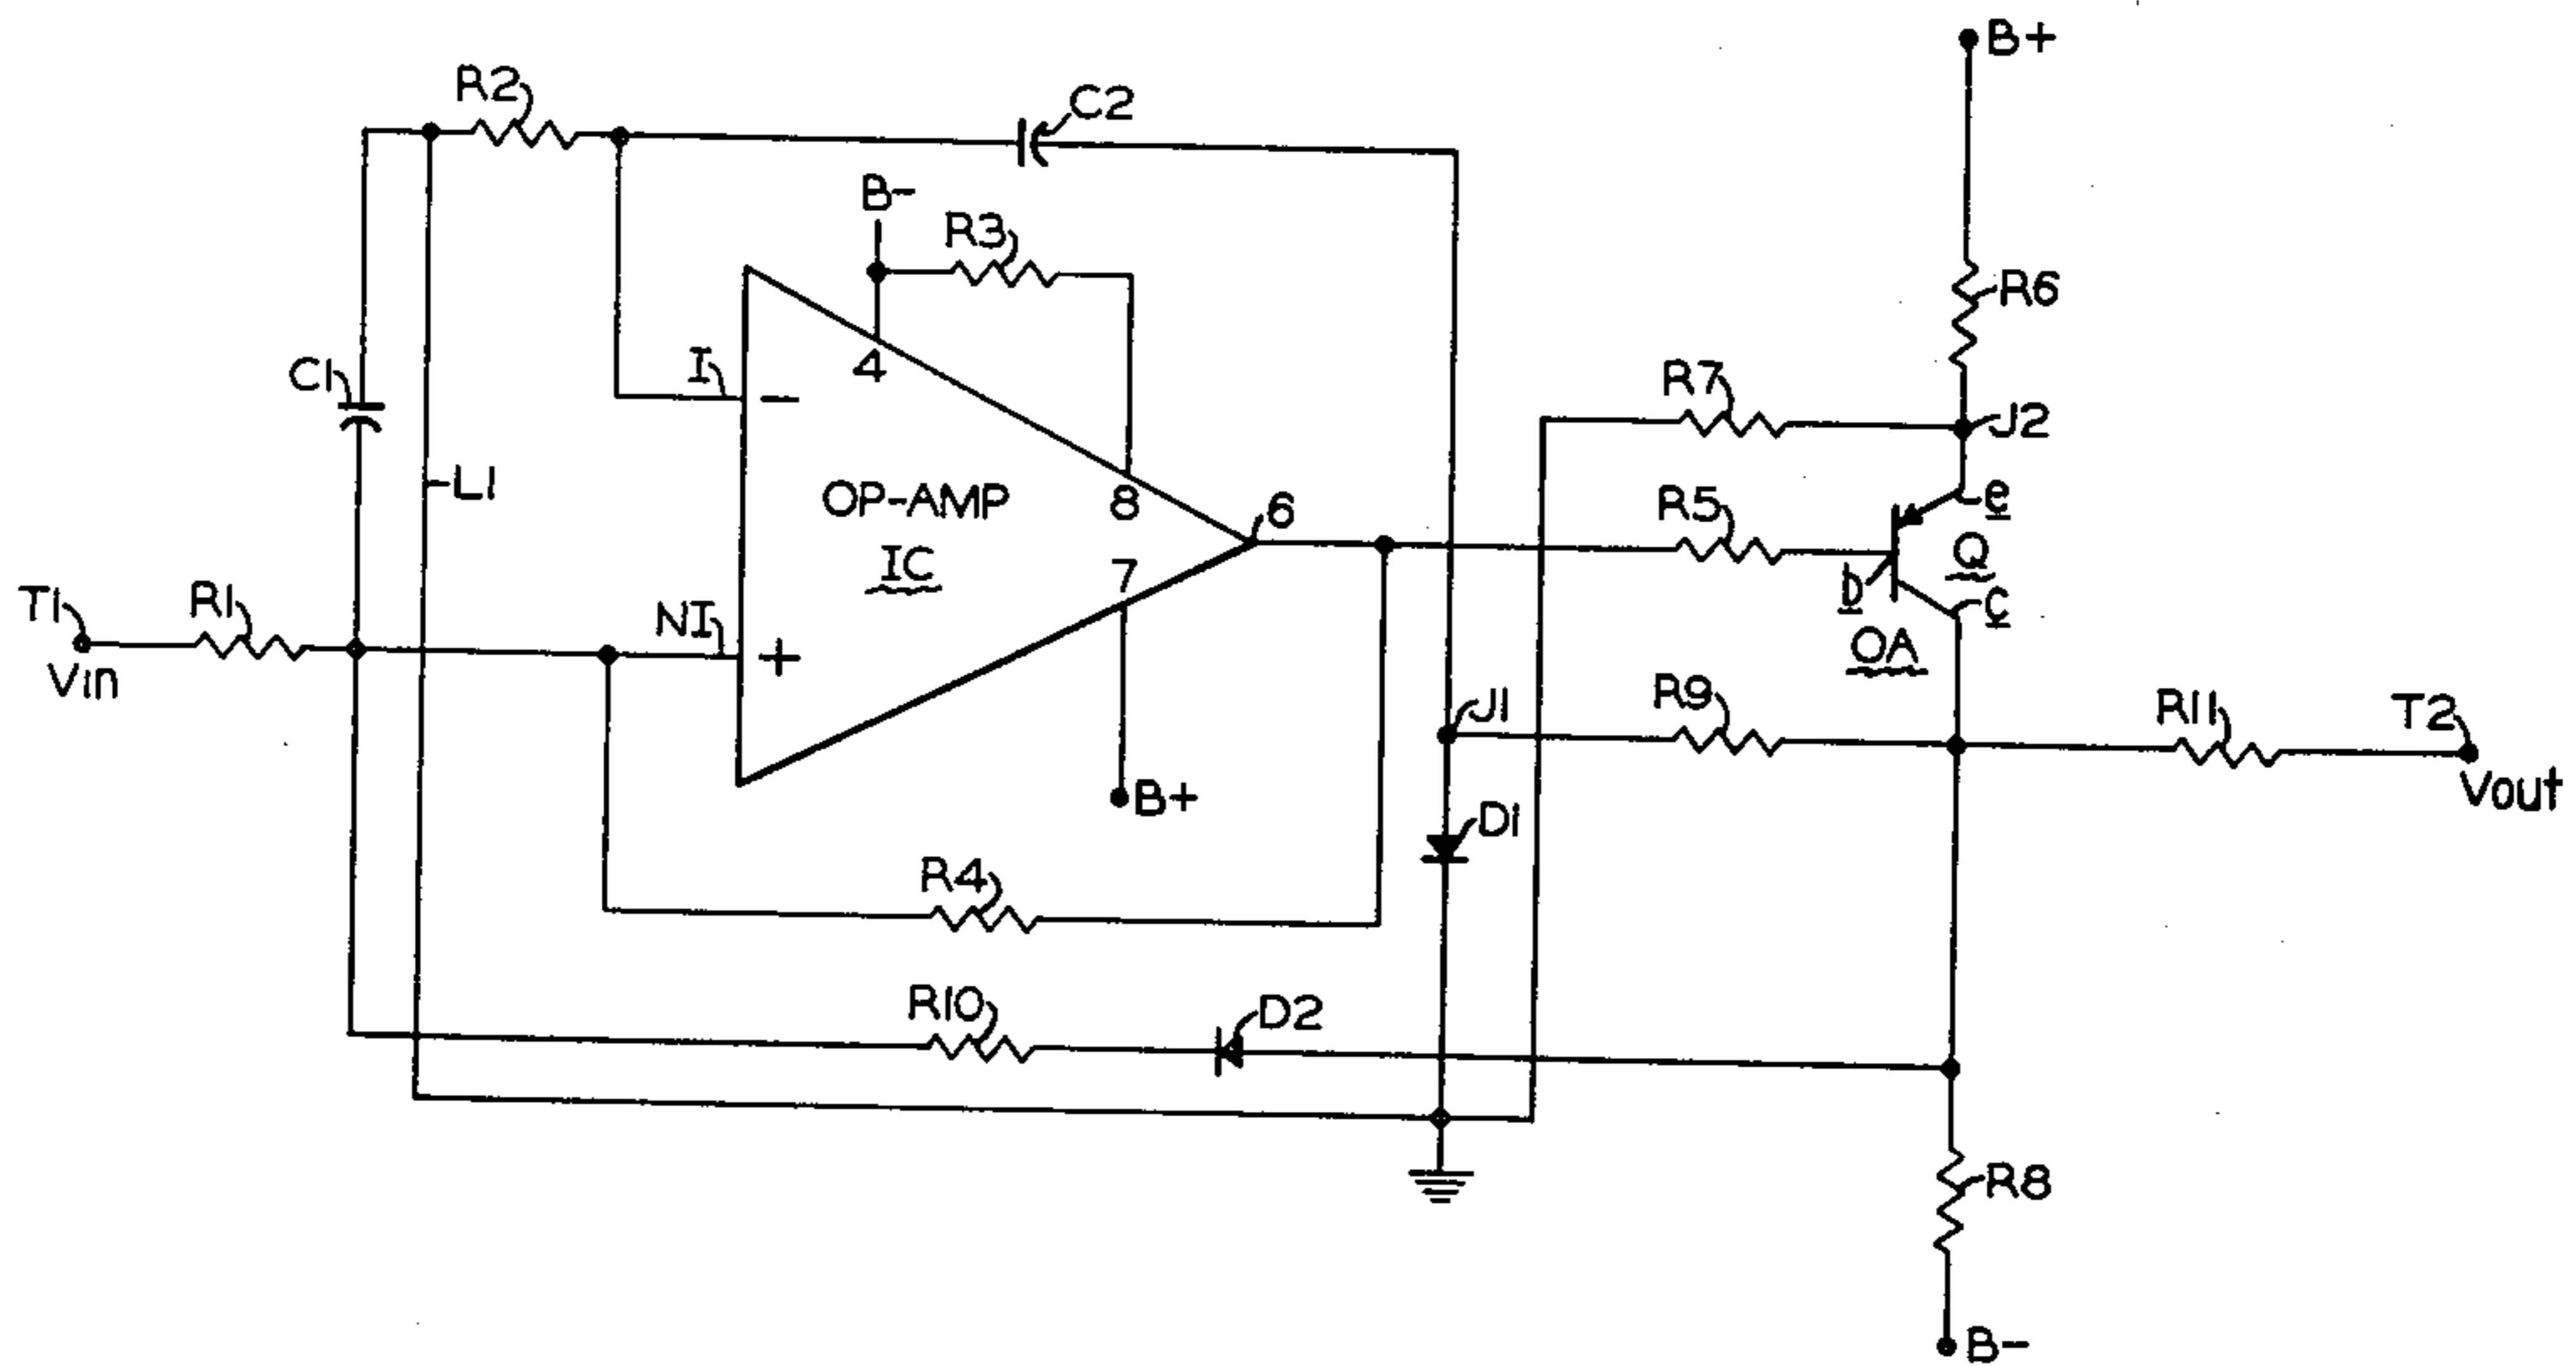 B+
R2
C2
B-
R3
R6
C1
I
−
4
R7
J2
L1
OP-AMP
8
6
R5
e
IC
7
b
Q
c
T1
R1
NI
+
OA
Vin
J1
R9
R11
T2
B+
Vout
D1
R4
R10
D2
R8
B-